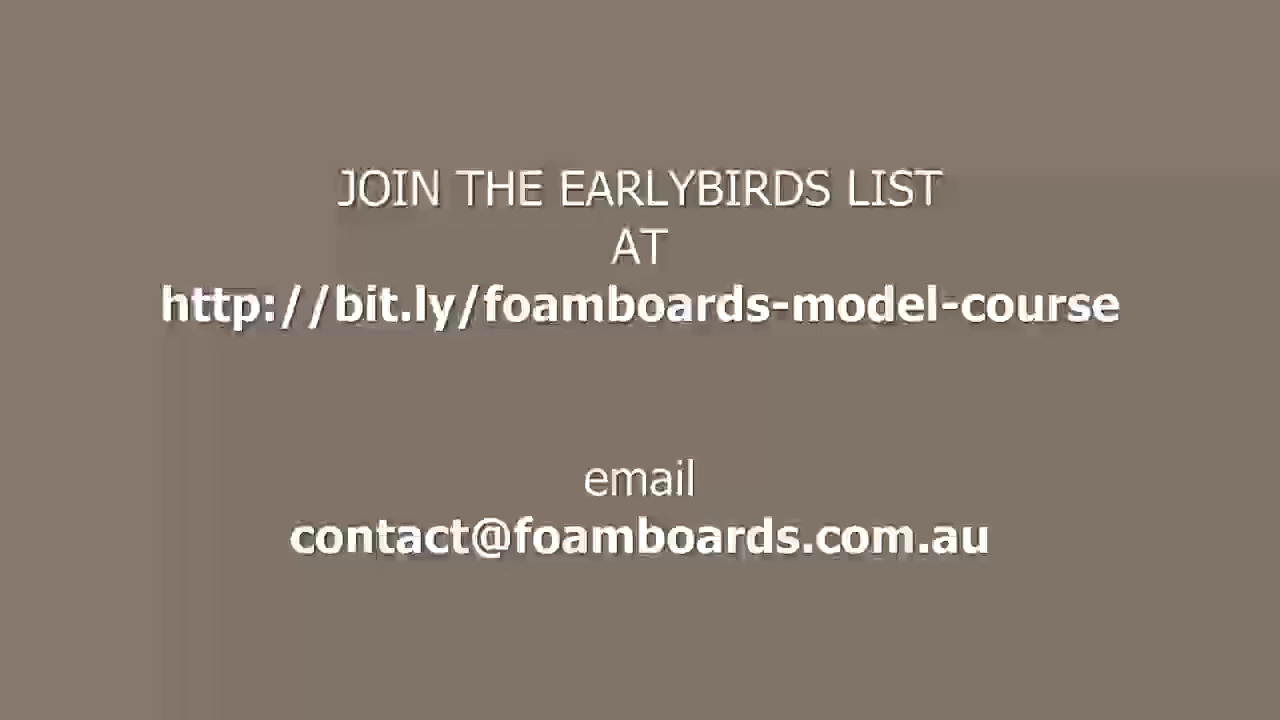 JOIN THE EARLYBIRDS LIST
AT
http://bit.ly/foamboards-model-course
email
contact@foamboards.com.au